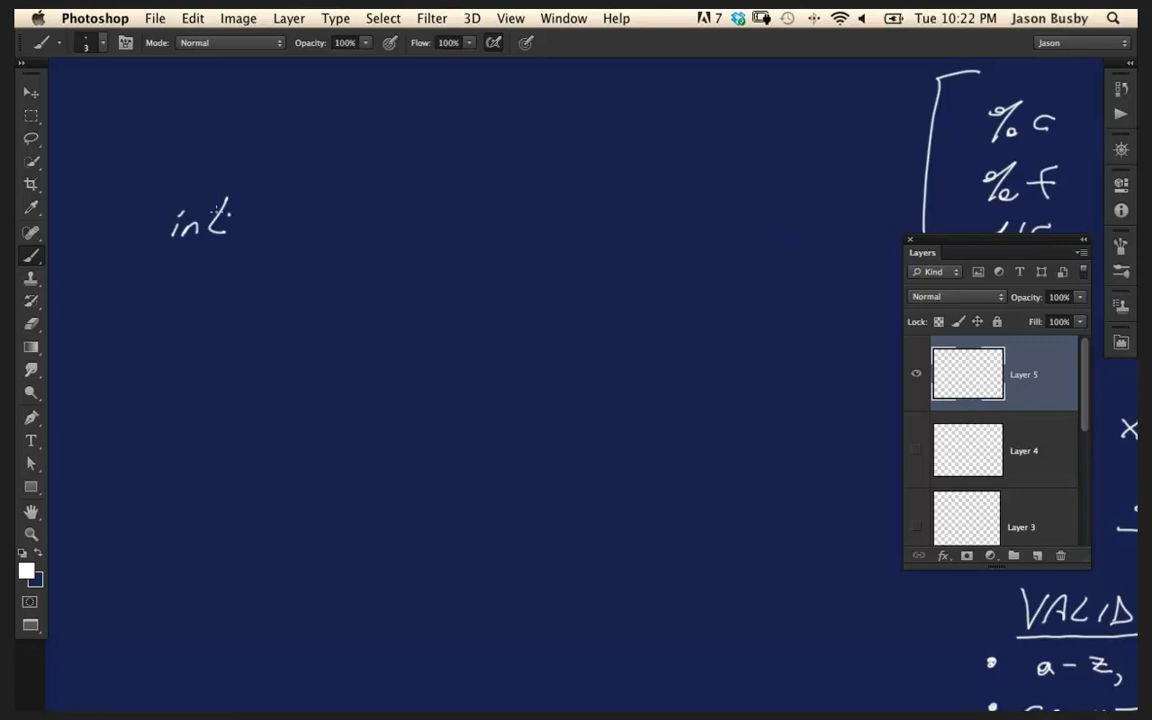 Photoshop File Edit Image Layer Type Select Filter 3D View Window Help 7 Tue 10:22 PM Jason Busby
3 Mode: Normal Opacity: 100% Flow: 100% Jason
% c
% f
int
Layers
Kind
Normal Opacity: 100%
Lock: Fill: 100%
Layer 5
Layer 4
Layer 3
x
VALID
• a - z,